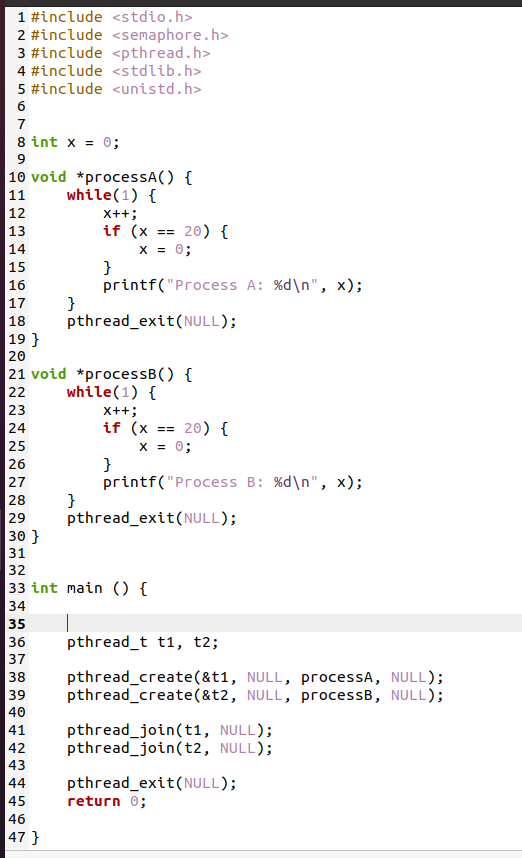 1 #include <stdio.h>
2 #include <semaphore.h>
3 #include <pthread.h>
4 #include <stdlib.h>
5 #include <unistd.h>
6
7
8 int x = 0;
9
10 void *processA() {
11     while(1) {
12         x++;
13         if (x == 20) {
14             x = 0;
15         }
16         printf("Process A: %d\n", x);
17     }
18     pthread_exit(NULL);
19 }
20
21 void *processB() {
22     while(1) {
23         x++;
24         if (x == 20) {
25             x = 0;
26         }
27         printf("Process B: %d\n", x);
28     }
29     pthread_exit(NULL);
30 }
31
32
33 int main () {
34
35
36     pthread_t t1, t2;
37
38     pthread_create(&t1, NULL, processA, NULL);
39     pthread_create(&t2, NULL, processB, NULL);
40
41     pthread_join(t1, NULL);
42     pthread_join(t2, NULL);
43
44     pthread_exit(NULL);
45     return 0;
46
47 }